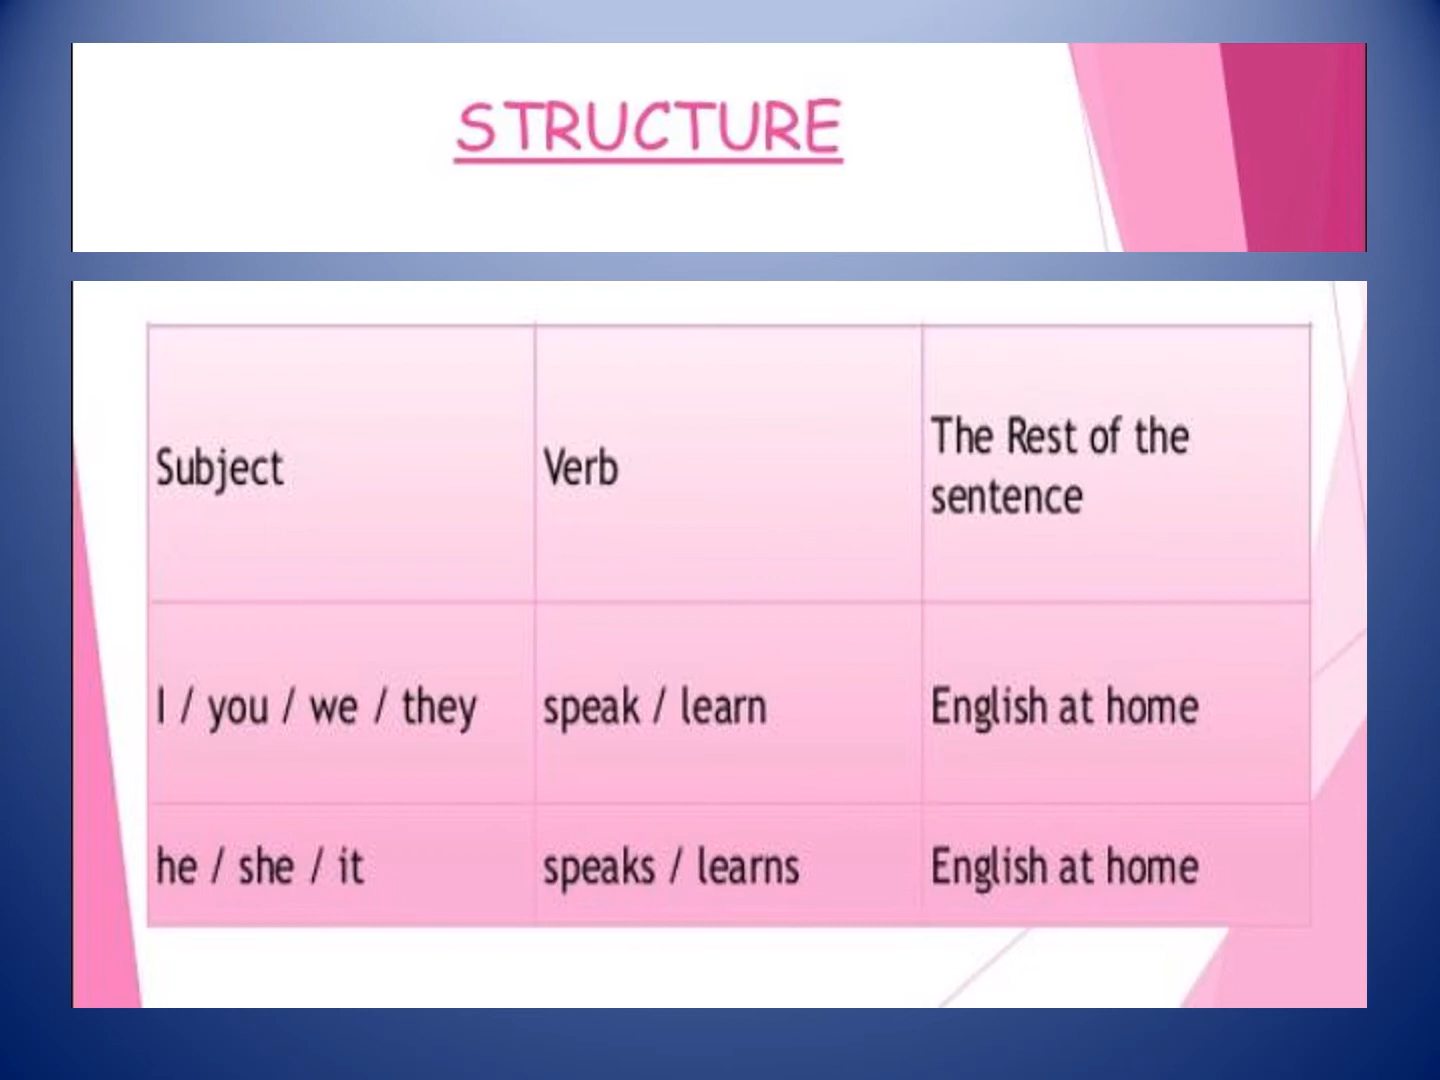 STRUCTURE
Subject
Verb
The Rest of the
sentence
I / you / we / they
speak / learn
English at home
he / she / it
speaks / learns
English at home